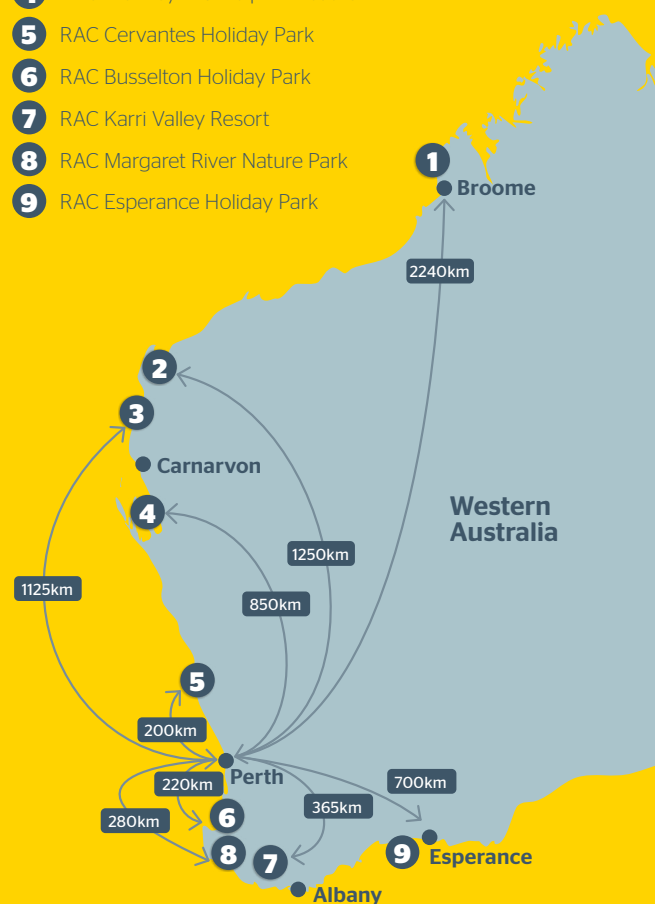 5 RAC Cervantes Holiday Park
6 RAC Busselton Holiday Park
7 RAC Karri Valley Resort
8 RAC Margaret River Nature Park
9 RAC Esperance Holiday Park
1
Broome
2240km
2
3
Carnarvon
4
Western
Australia
1250km
1125km
850km
5
200km
Perth
220km
700km
365km
280km
6
8
7
9
Esperance
Albany